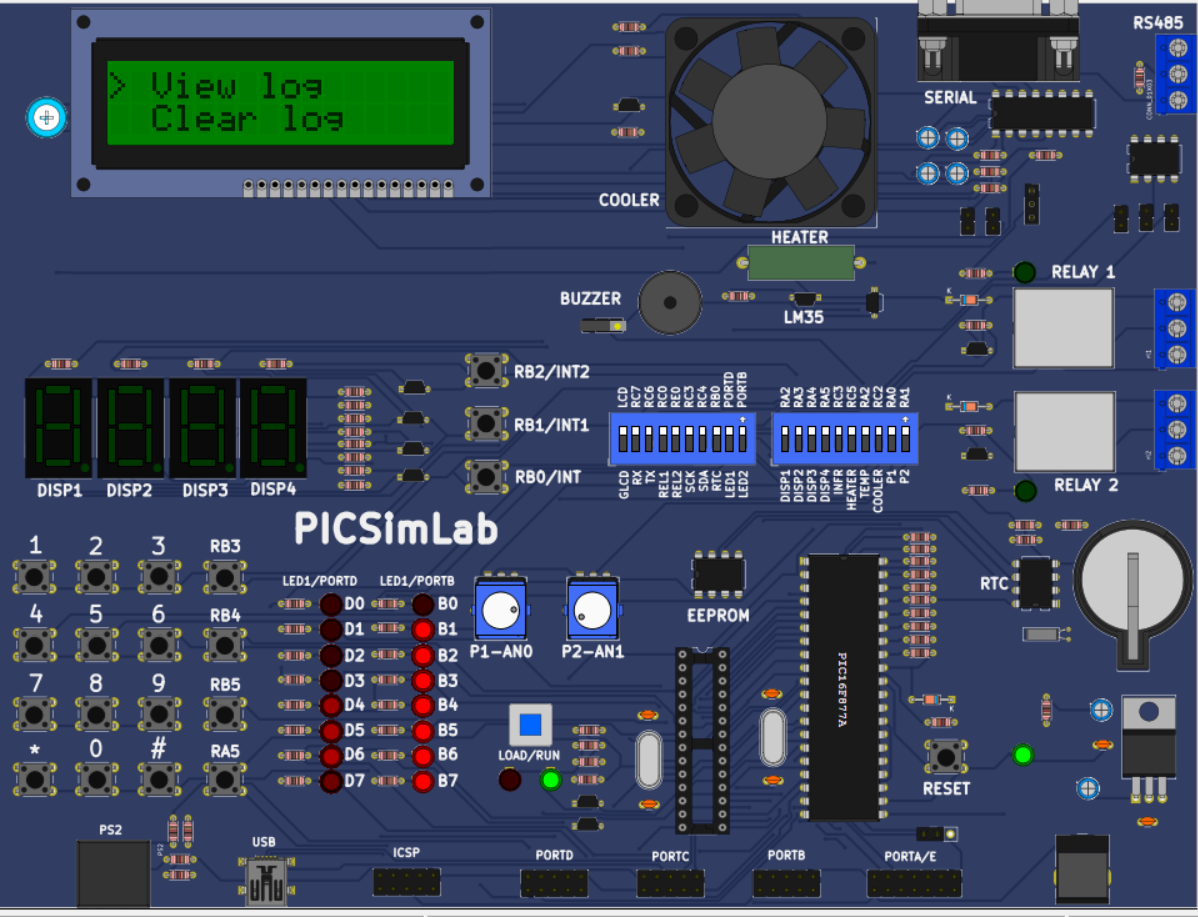 > View log
Clear log
COOLER
SERIAL
RS485
CONN_DIN03
HEATER
BUZZER
LM35
K
RELAY 1
RB2/INT2
RB1/INT1
RB0/INT
LCD RC7 RC6 RC0 RE0 RC3 RC4 RB0 PORTD PORTB
GLCD RX TX REL1 REL2 SCK SDA RTC LED1 LED2
RA2 RA3 RA4 RA5 RC3 RC5 RA2 RC2 RA0 RA1
DISP1 DISP2 DISP3 DISP4 INFR HEATER TEMP COOLER P1 P2
K
RELAY 2
DISP1 DISP2 DISP3 DISP4
PICSimLab
1 2 3 RB3
4 5 6 RB4
7 8 9 RB5
* 0 # RA5
LED1/PORTD LED1/PORTB
D0 B0
D1 B1
D2 B2
D3 B3
D4 B4
D5 B5
D6 B6
D7 B7
P1-AN0
P2-AN1
EEPROM
RTC
PIC16F877A
LOAD/RUN
K
RESET
PS2
PS2
USB
ICSP
PORTD
PORTC
PORTB
PORTA/E